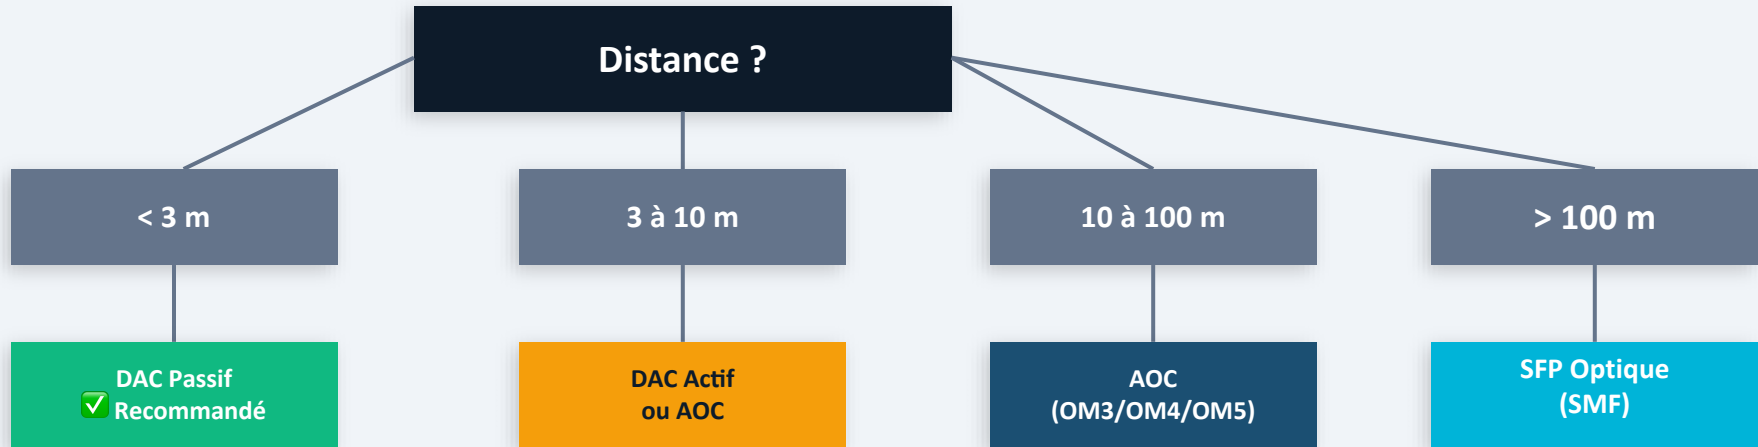 Distance ?
< 3 m
3 à 10 m
10 à 100 m
> 100 m
DAC Passif
✅ Recommandé
DAC Actif
ou AOC
AOC
(OM3/OM4/OM5)
SFP Optique
(SMF)